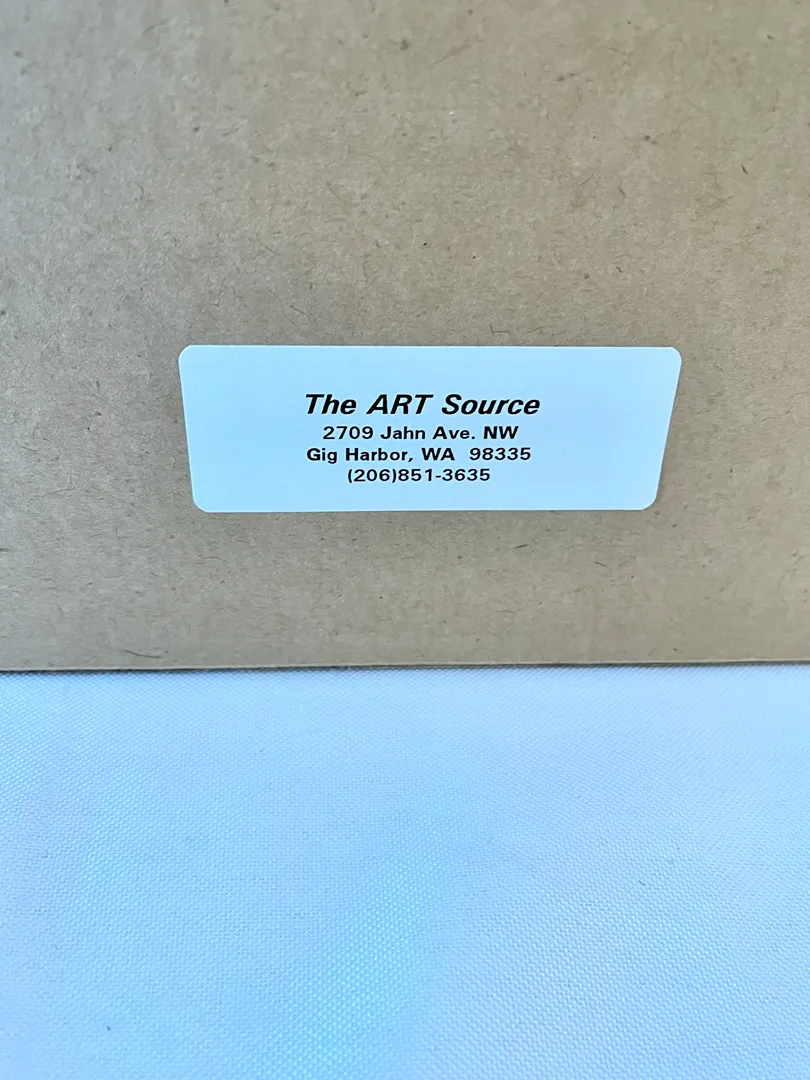 The ART Source
2709 Jahn Ave. NW
Gig Harbor, WA  98335
(206)851-3635